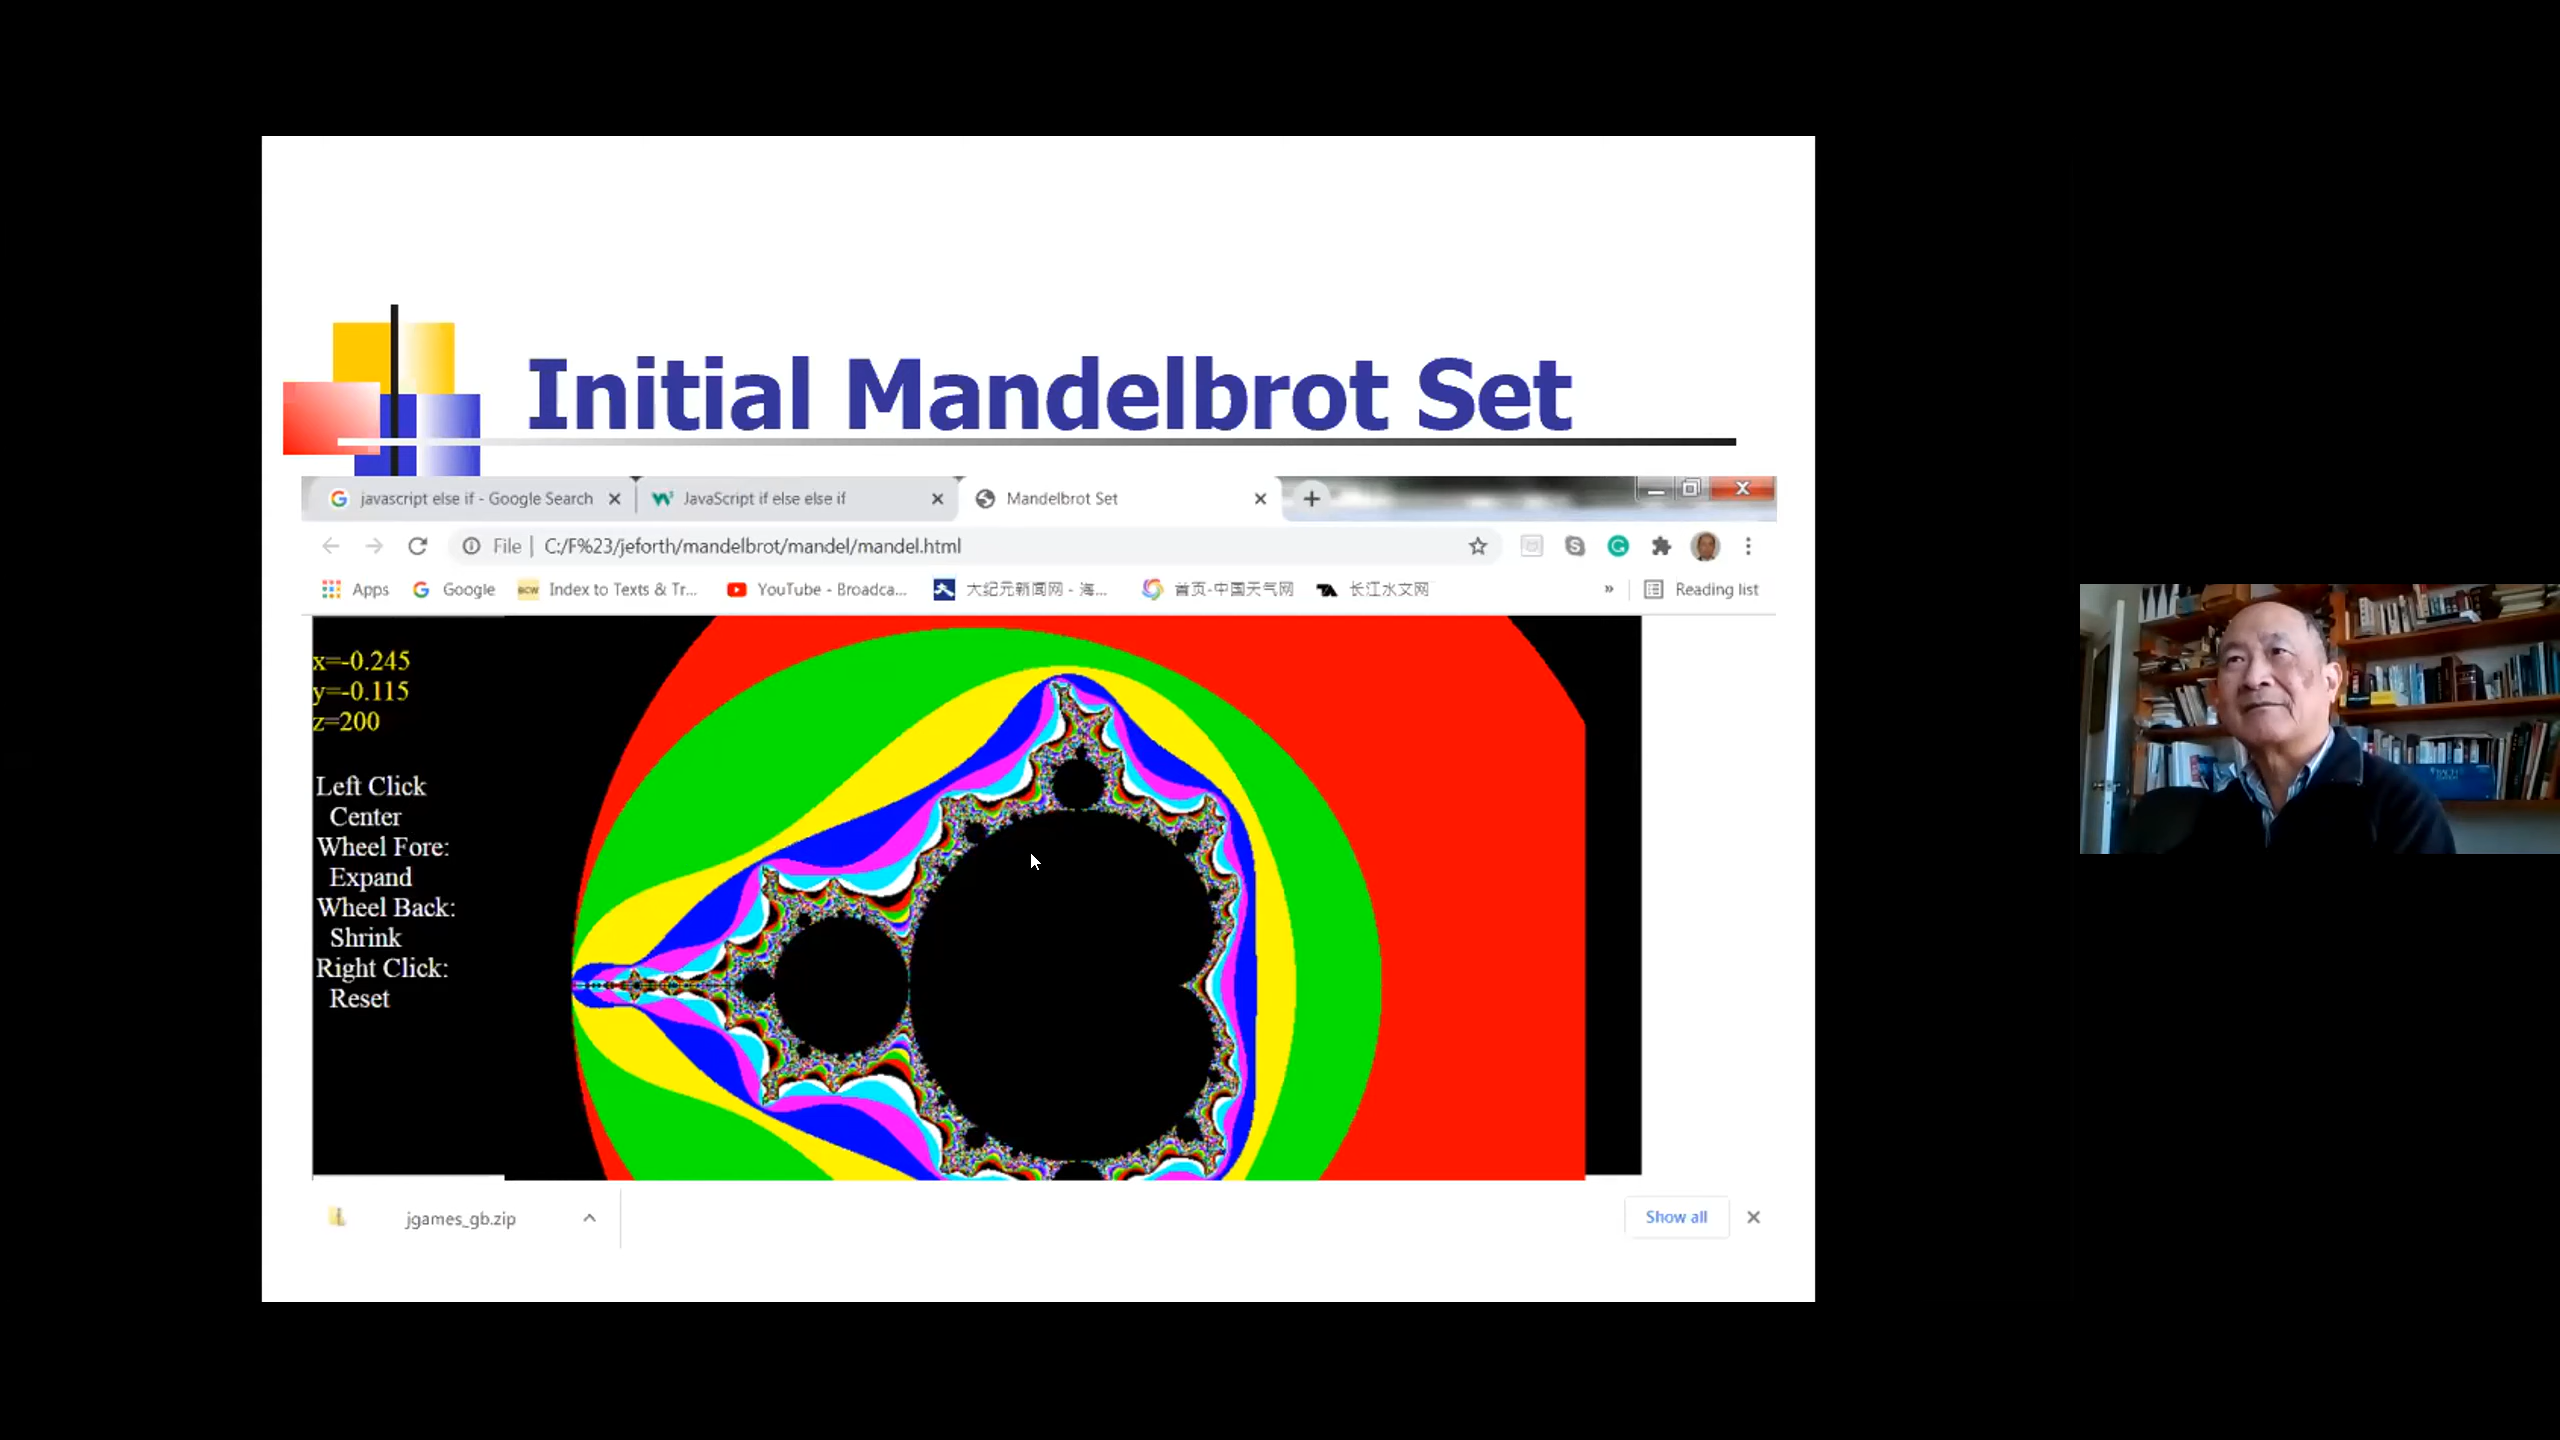 Initial Mandelbrot Set
javascript else if - Google Search
JavaScript if else else if
Mandelbrot Set
File
C:/F%23/jeforth/mandelbrot/mandel/mandel.html
Apps
Google
Index to Texts & Tr...
YouTube - Broadca...
大纪元新闻网 - 海...
首页-中国天气网
长江水文网
»
Reading list
x=-0.245
y=-0.115
z=200
Left Click
Center
Wheel Fore:
Expand
Wheel Back:
Shrink
Right Click:
Reset
jgames_gb.zip
Show all